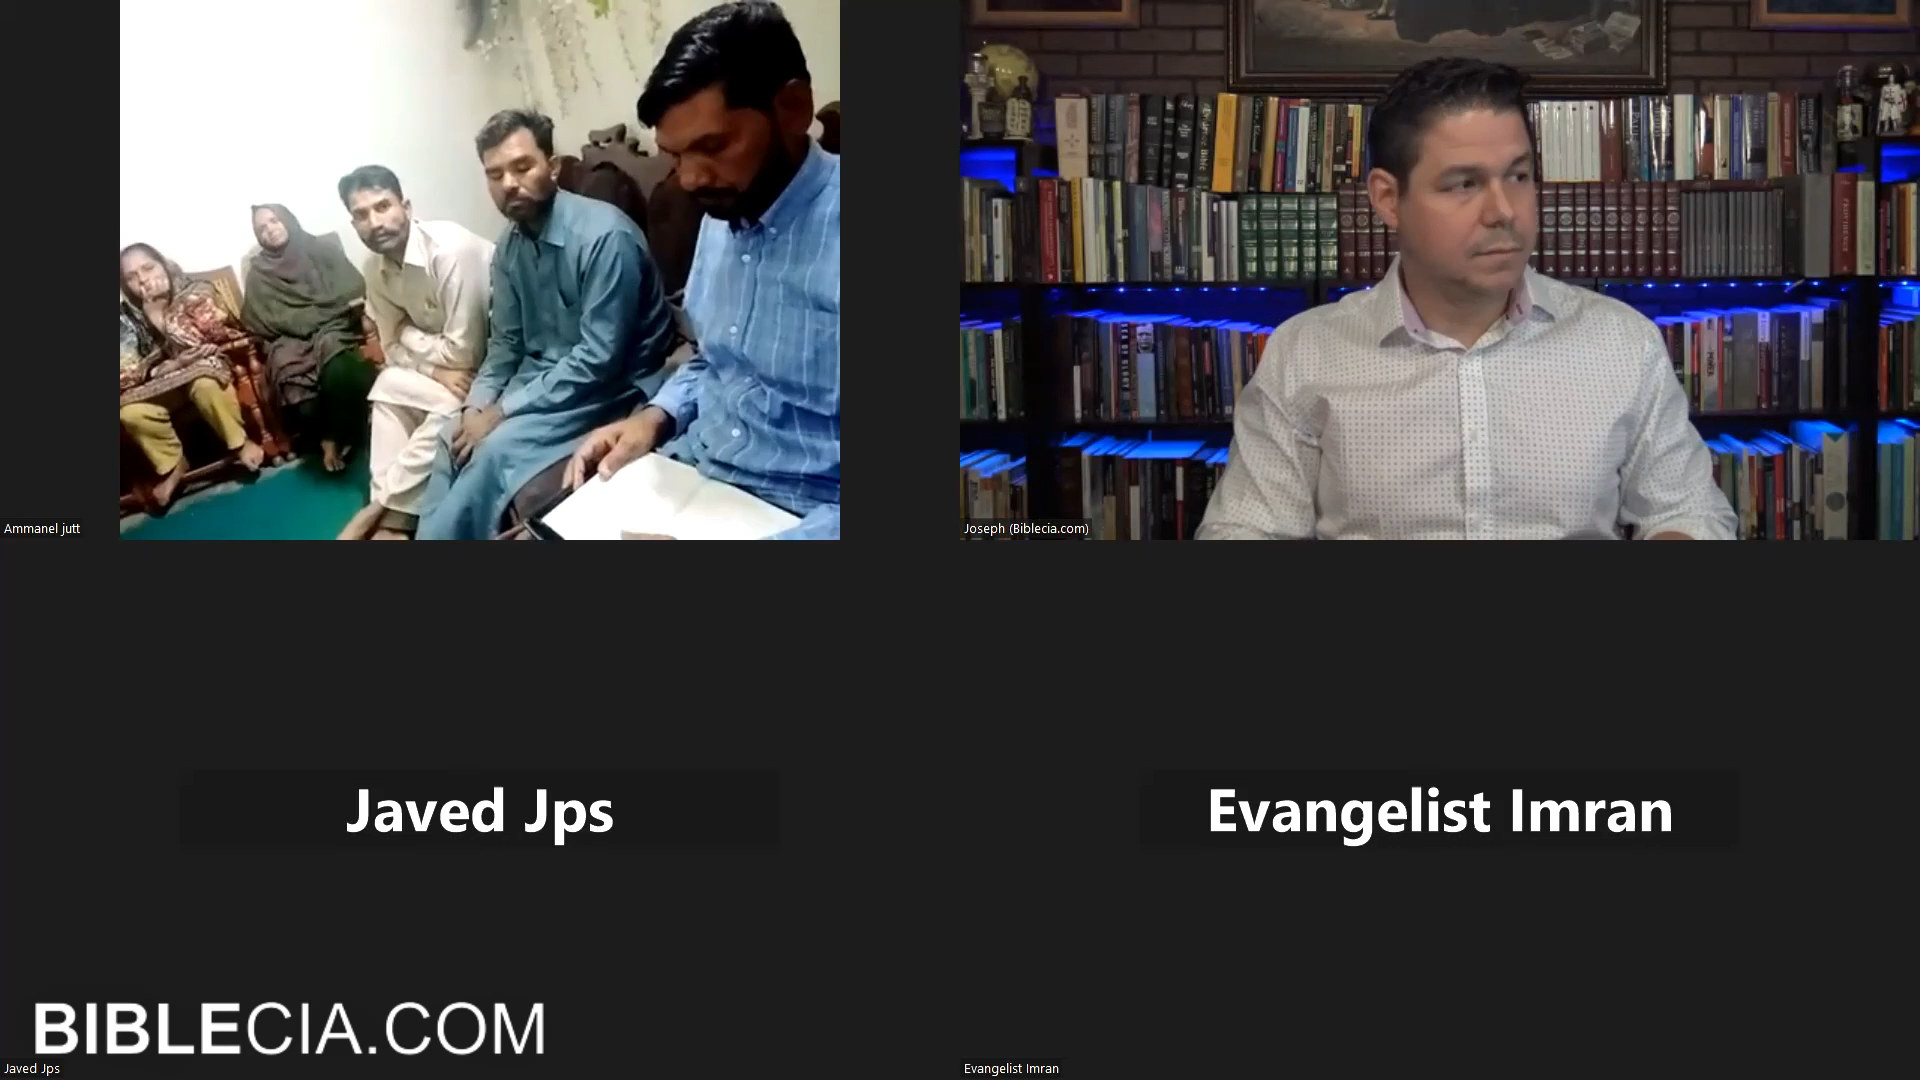 Ammanel jutt
Joseph (Biblecia.com)
Javed Jps
Evangelist Imran
BIBLECIA.COM
Javed Jps
Evangelist Imran